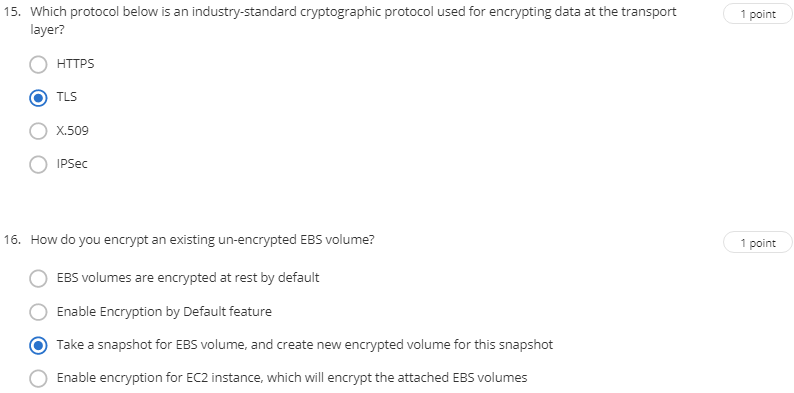 15. Which protocol below is an industry-standard cryptographic protocol used for encrypting data at the transport 1 point
layer?
HTTPS
TLS
X.509
IPSec
16. How do you encrypt an existing un-encrypted EBS volume? 1 point
EBS volumes are encrypted at rest by default
Enable Encryption by Default feature
Take a snapshot for EBS volume, and create new encrypted volume for this snapshot
Enable encryption for EC2 instance, which will encrypt the attached EBS volumes